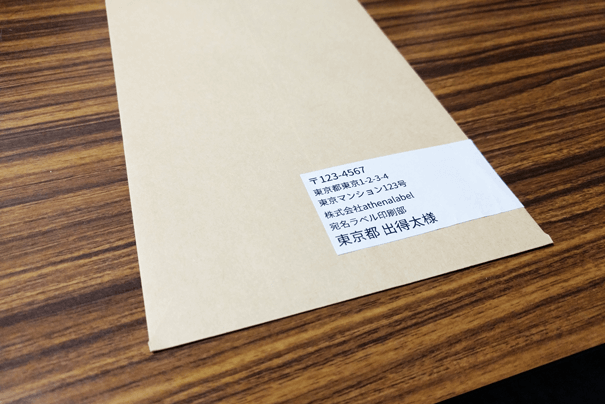 〒123-4567
東京都東京1-2-3-4
東京マンション123号
株式会社athenalabel
宛名ラベル印刷部
東京都 出得太様